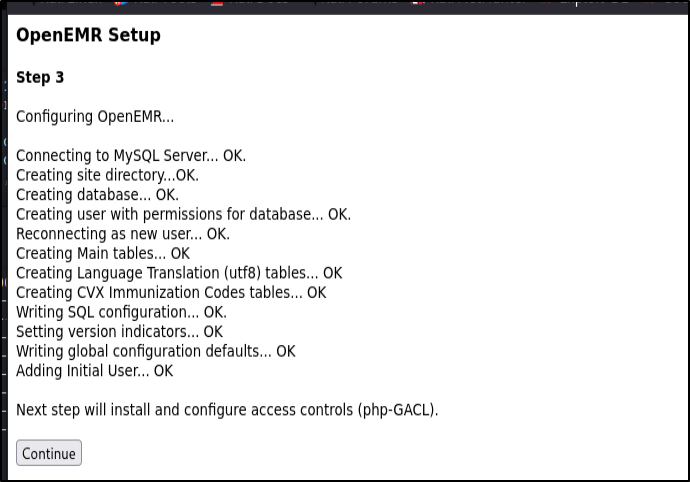 OpenEMR Setup
Step 3
Configuring OpenEMR...
Connecting to MySQL Server... OK.
Creating site directory...OK.
Creating database... OK.
Creating user with permissions for database... OK.
Reconnecting as new user... OK.
Creating Main tables... OK
Creating Language Translation (utf8) tables... OK
Creating CVX Immunization Codes tables... OK
Writing SQL configuration... OK.
Setting version indicators... OK
Writing global configuration defaults... OK
Adding Initial User... OK
Next step will install and configure access controls (php-GACL).
Continue